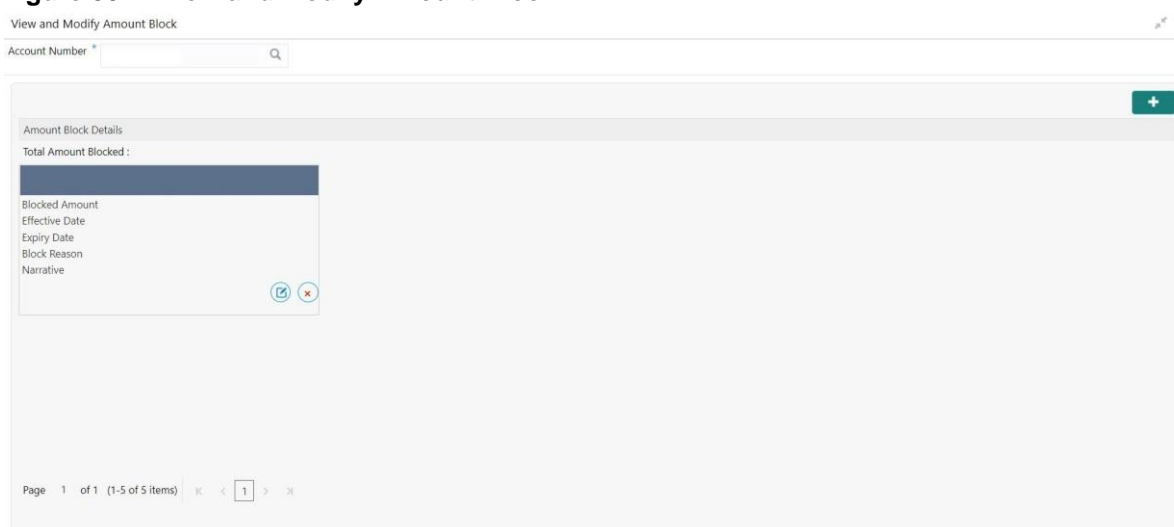 View and Modify Amount Block
Account Number *
Amount Block Details
Total Amount Blocked :
Blocked Amount
Effective Date
Expiry Date
Block Reason
Narrative
Page 1 of 1 (1-5 of 5 items) K < 1 > >|